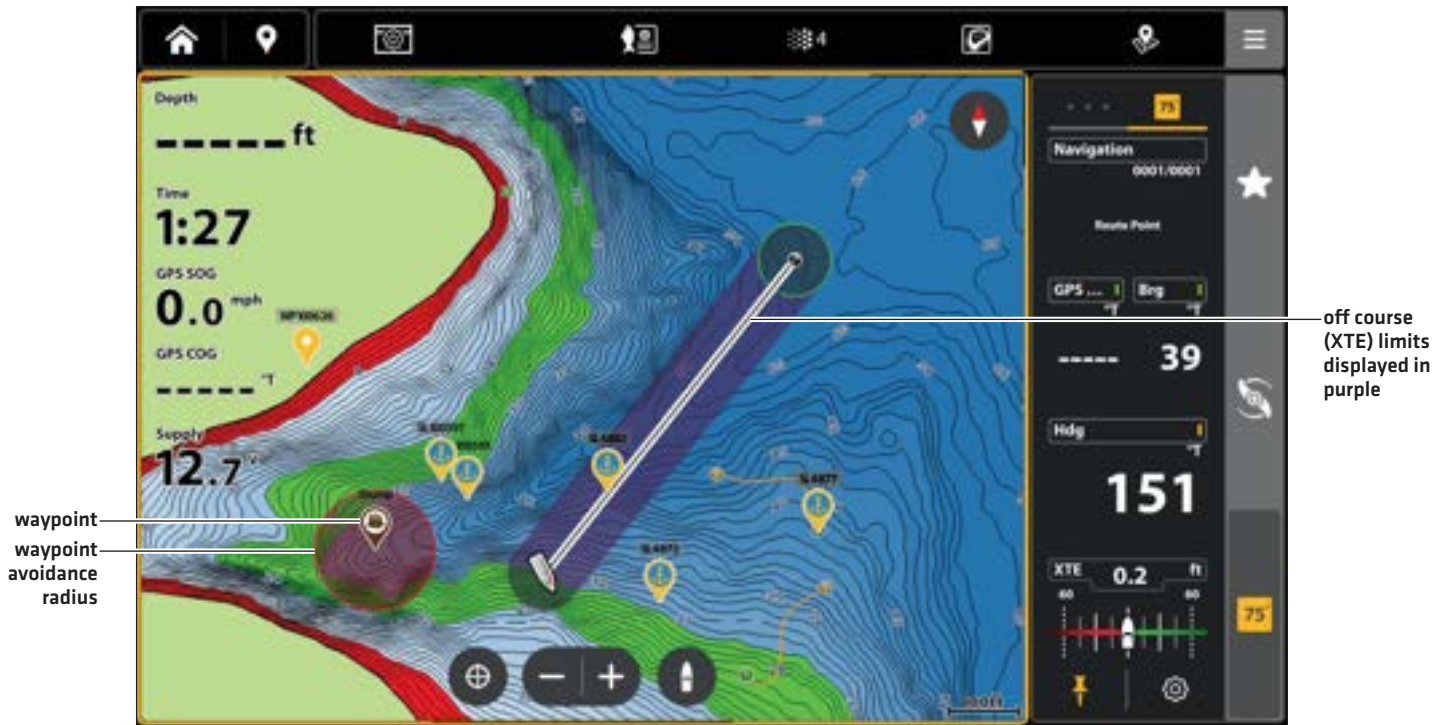 4
Depth
----- ft
Time
1:27
GPS SOG
0.0 mph
GPS COG
----- °T
Supply
12.7 V
75
Navigation
0001/0001
Route Point
GPS ...
Brg
°T
°T
-----
39
Hdg
°T
151
XTE
0.2
ft
60
60
75
waypoint
waypoint
avoidance
radius
off course
(XTE) limits
displayed in
purple